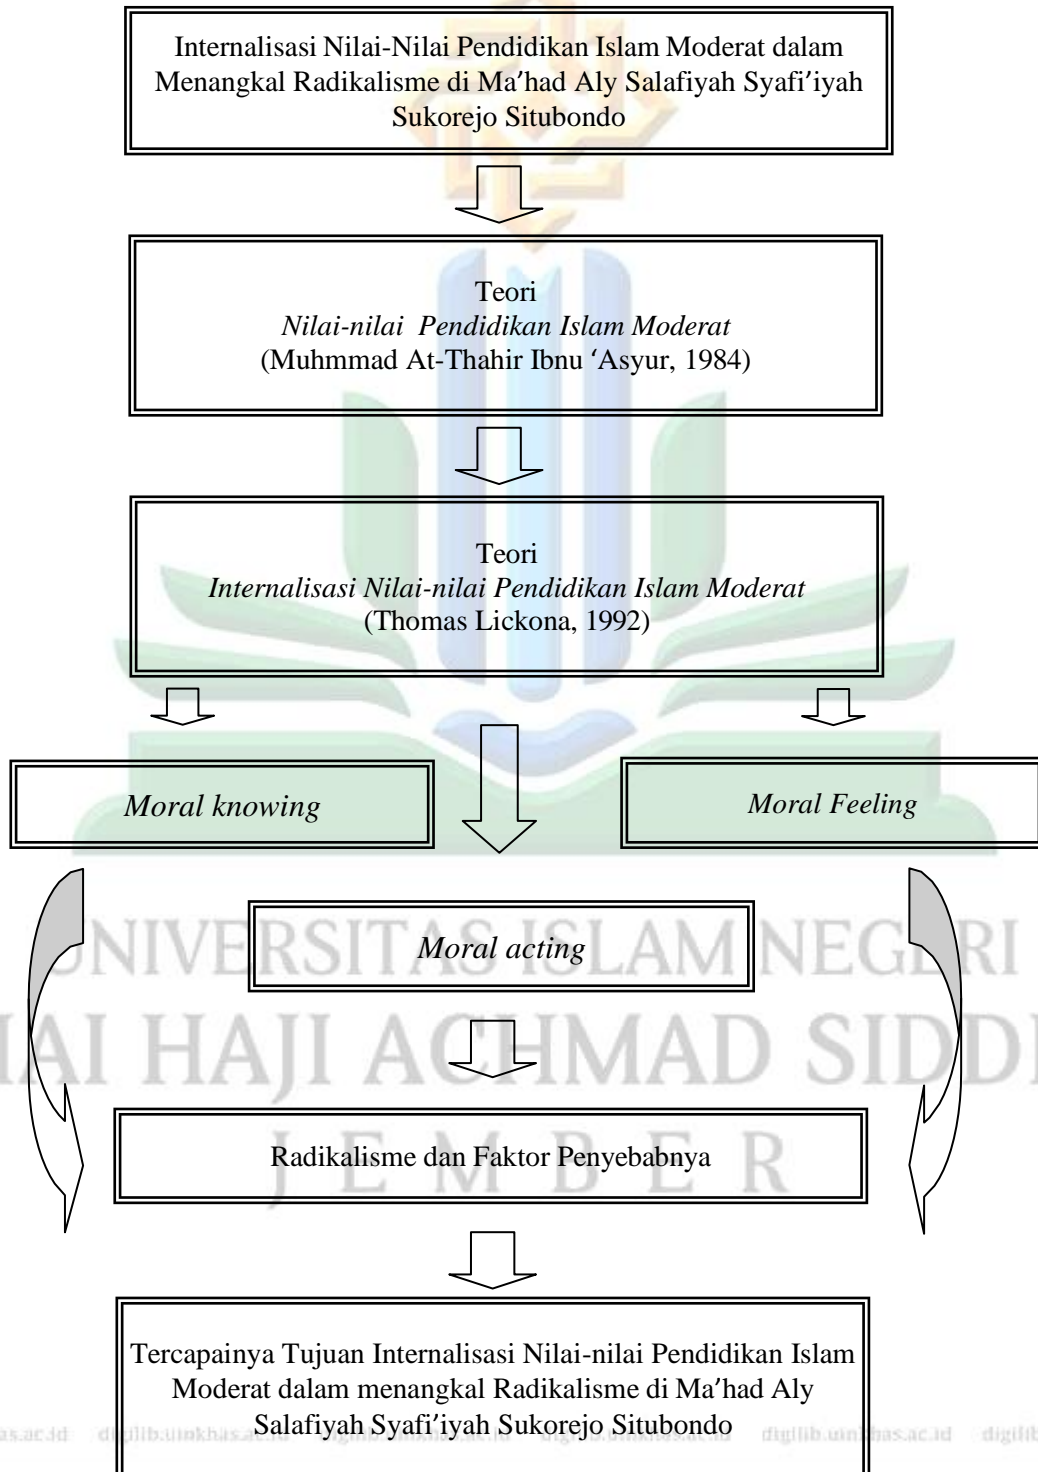 Internalisasi Nilai-Nilai Pendidikan Islam Moderat dalam
Menangkal Radikalisme di Ma’had Aly Salafiyah Syafi’iyah
Sukorejo Situbondo
Teori
Nilai-nilai Pendidikan Islam Moderat
(Muhmmad At-Thahir Ibnu ‘Asyur, 1984)
Teori
Internalisasi Nilai-nilai Pendidikan Islam Moderat
(Thomas Lickona, 1992)
Moral knowing
Moral Feeling
UNIVERSITAS ISLAM NEGERI
Moral acting
HAJI ACHMAD
JEMBER
Radikalisme dan Faktor Penyebabnya
Tercapainya Tujuan Internalisasi Nilai-nilai Pendidikan Islam
Moderat dalam menangkal Radikalisme di Ma’had Aly
Salafiyah Syafi’iyah Sukorejo Situbondo
digilib.uinkhas.ac.id